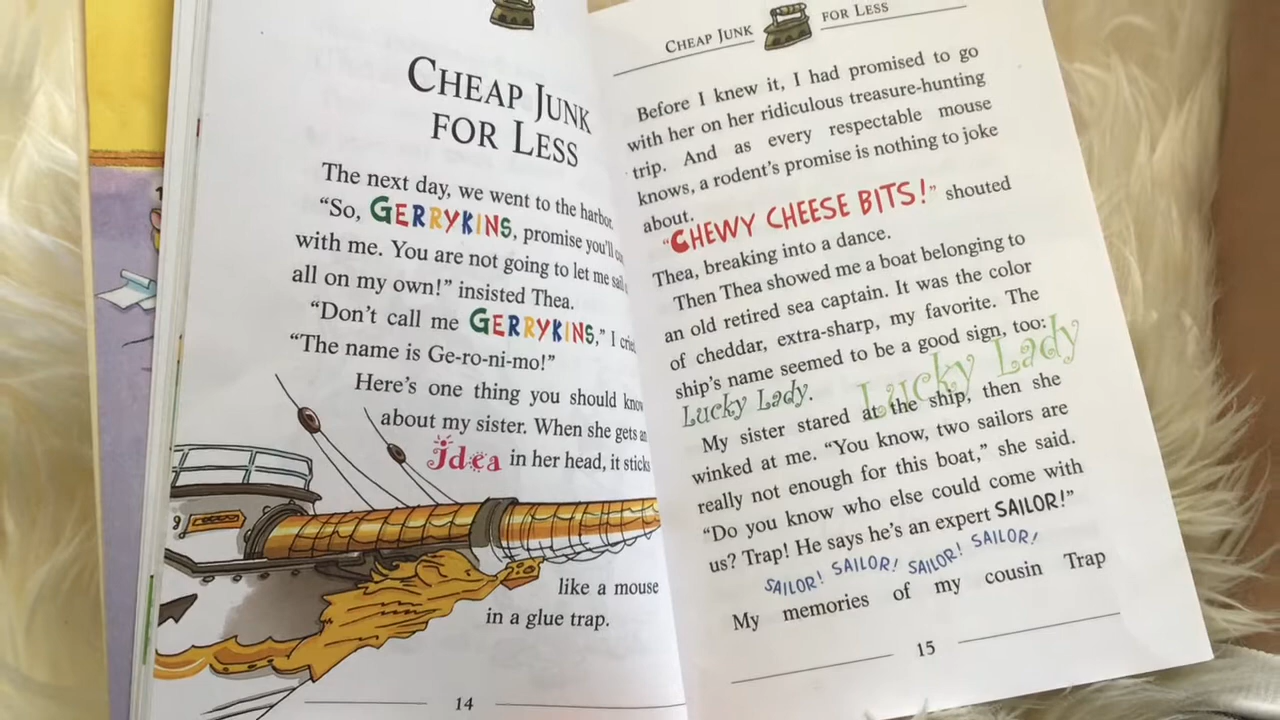 CHEAP JUNK
FOR LESS
The next day, we went to the harbor.
“So, GERRYKINS, promise you'll
with me. You are not going to let me sail
all on my own!” insisted Thea.
“Don't call me GERRYKINS,” I cried.
“The name is Ge-ro-ni-mo!”
Here's one thing you should know
about my sister. When she gets an
idea in her head, it sticks
like a mouse
in a glue trap.
14
CHEAP JUNK FOR LESS
Before I knew it, I had promised to go
with her on her ridiculous treasure-hunting
trip. And as every respectable mouse
knows, a rodent's promise is nothing to joke
about.
“CHEWY CHEESE BITS!” shouted
Thea, breaking into a dance.
Then Thea showed me a boat belonging to
an old retired sea captain. It was the color
of cheddar, extra-sharp, my favorite. The
ship's name seemed to be a good sign, too:
Lucky Lady. Lucky Lady
My sister stared at the ship, then she
winked at me. “You know, two sailors are
really not enough for this boat,” she said.
“Do you know who else could come with
us? Trap! He says he's an expert SAILOR!”
SAILOR! SAILOR! SAILOR! SAILOR!
My memories of my cousin Trap
15